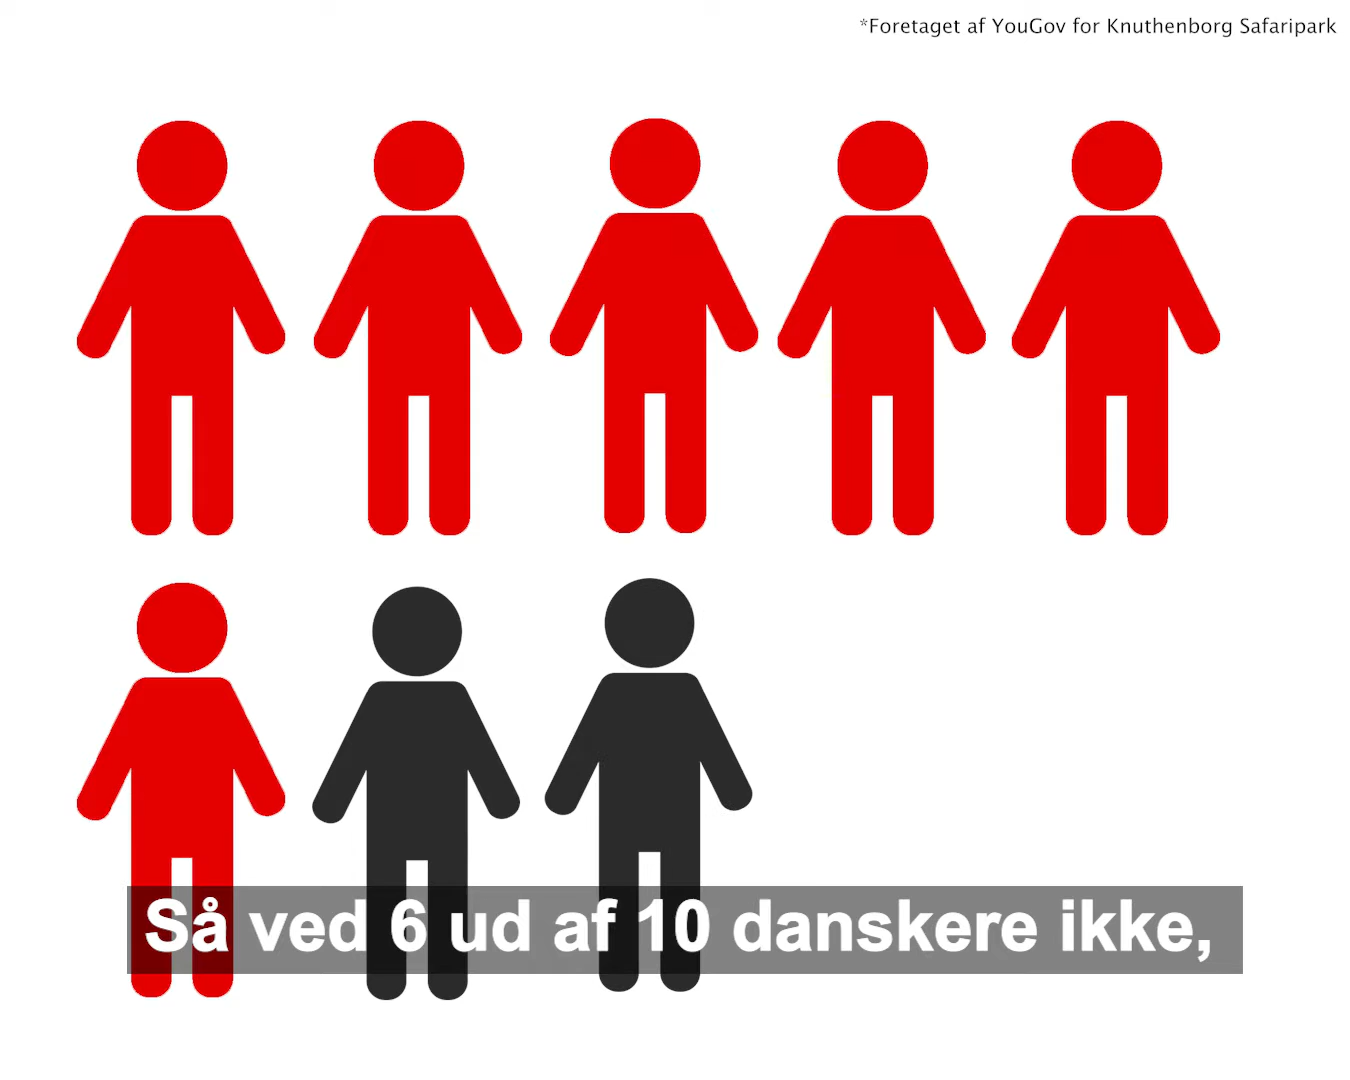 *Foretaget af YouGov for Knuthenborg Safaripark
Så ved 6 ud af 10 danskere ikke,